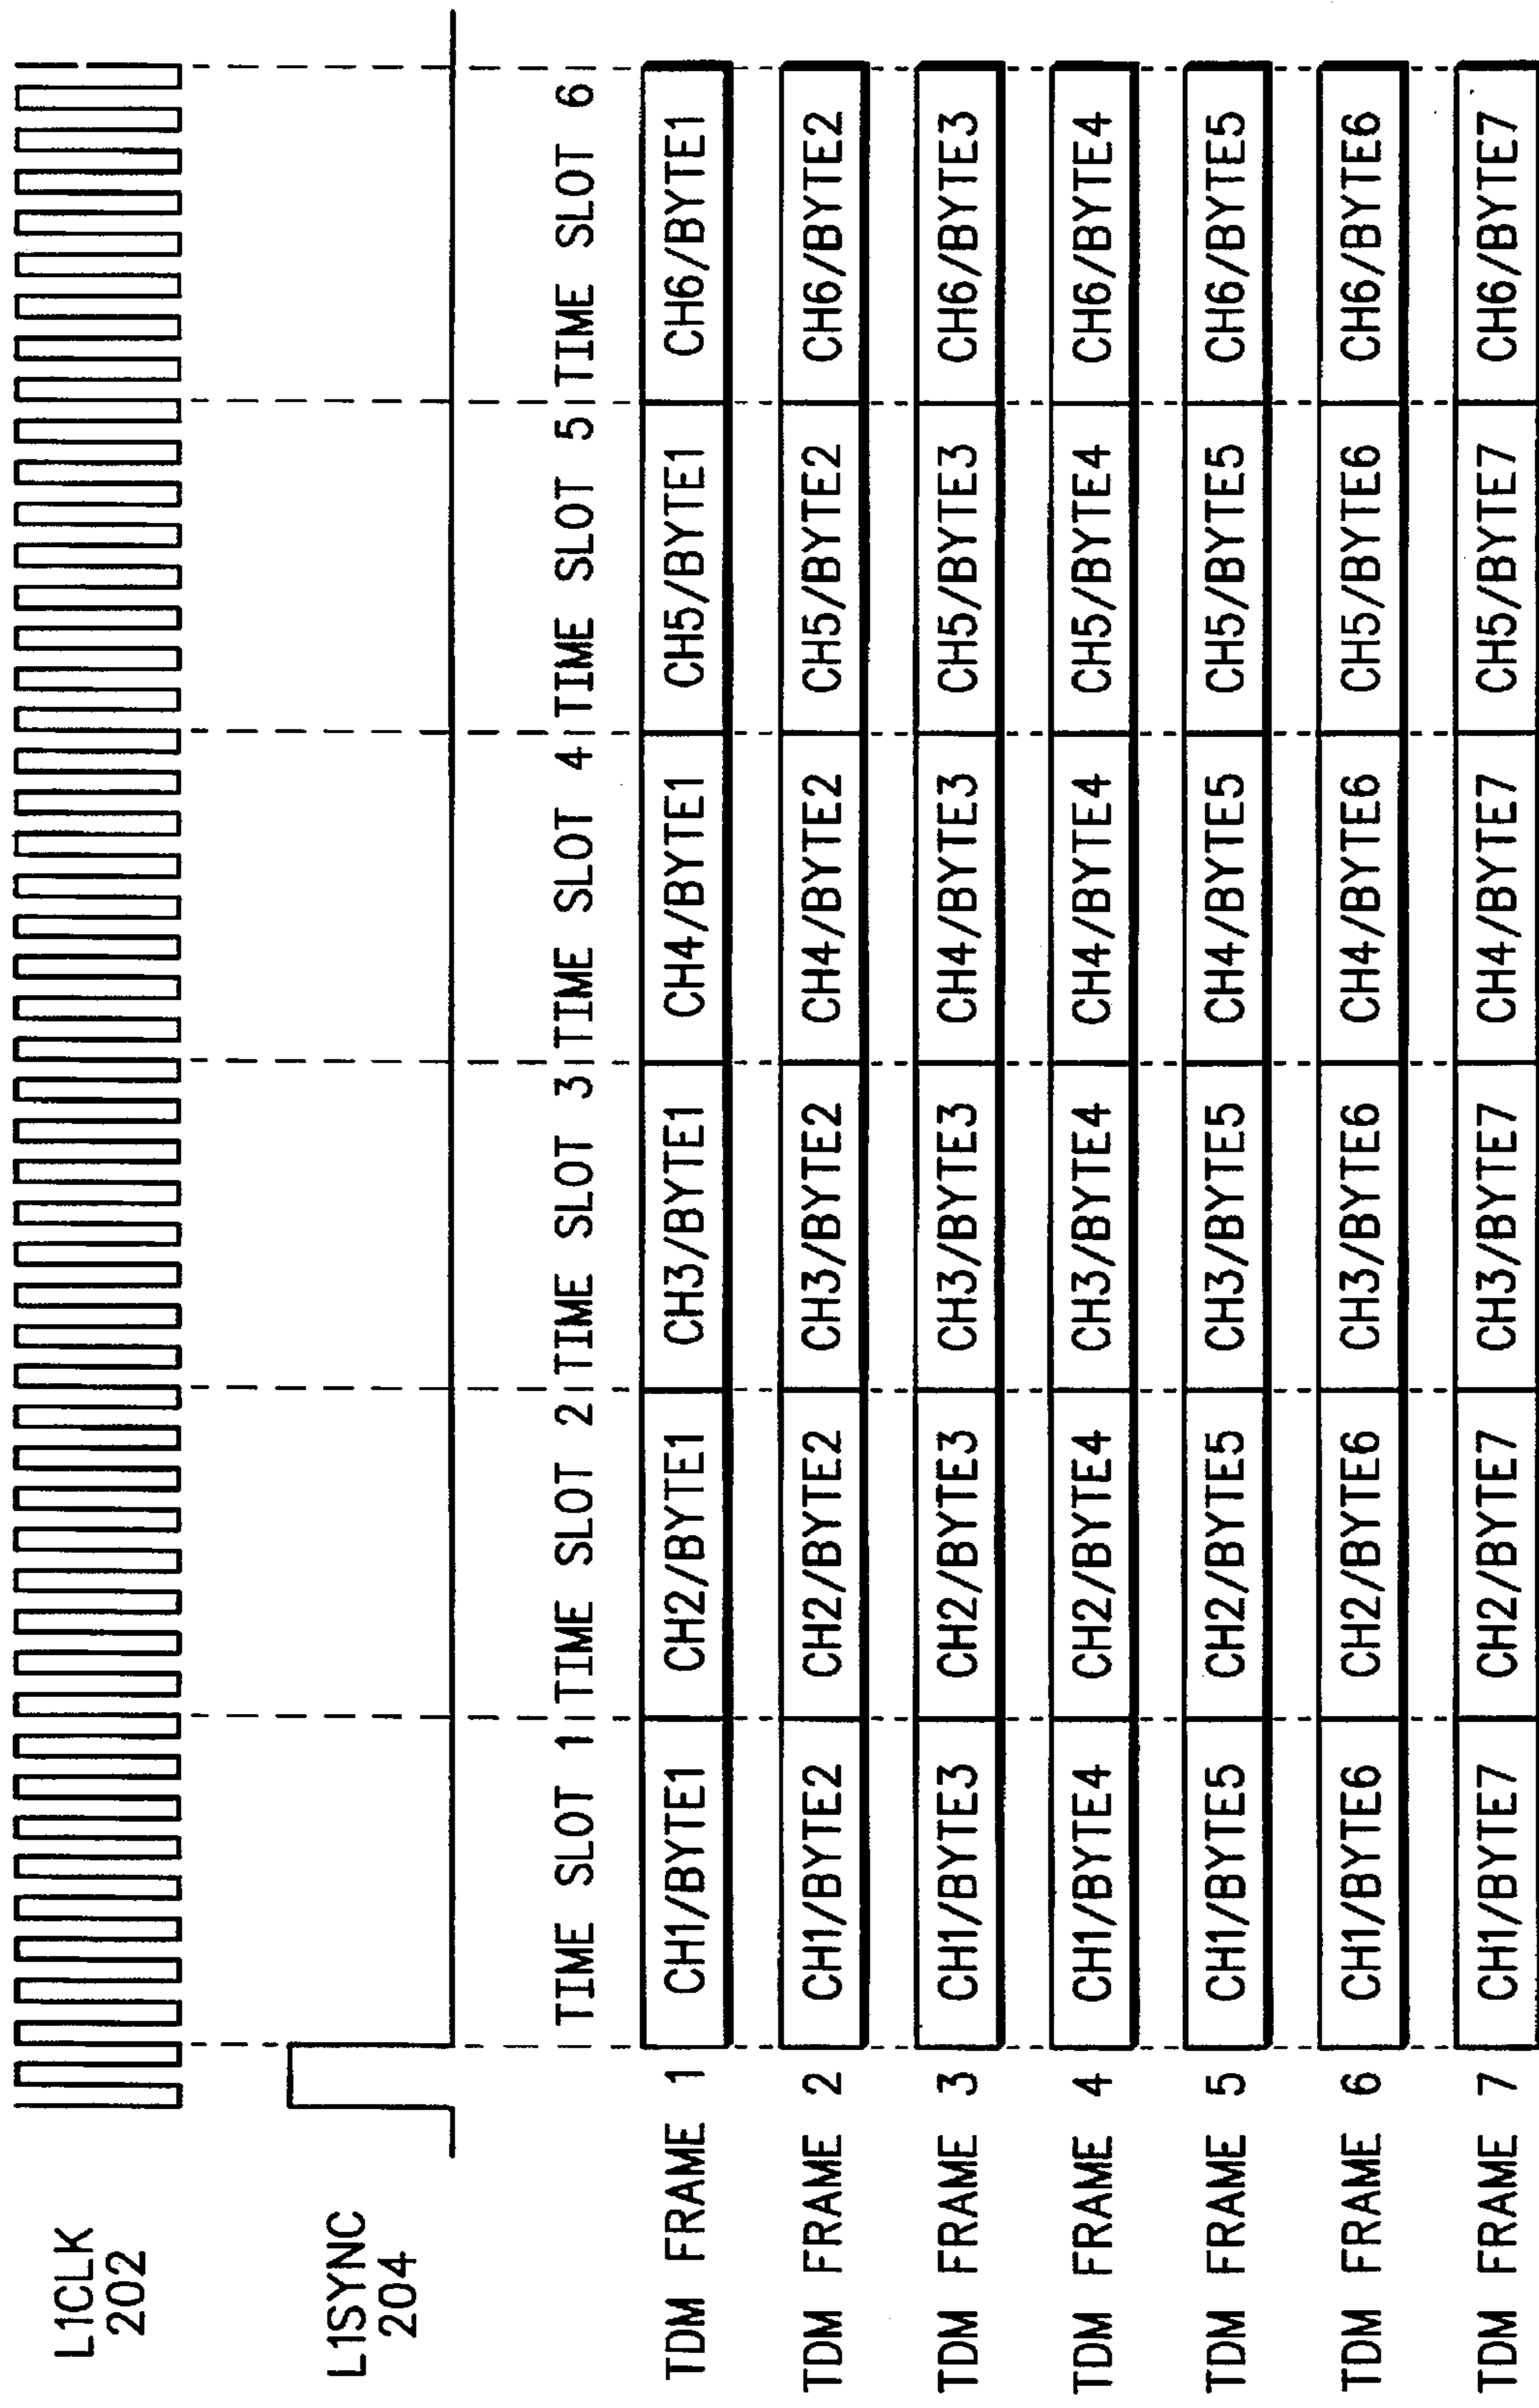 L1CLK
202
L1SYNC
204
TIME SLOT 1 TIME SLOT 2 TIME SLOT 3 TIME SLOT 4 TIME SLOT 5 TIME SLOT 6
TDM FRAME 1 CH1/BYTE1 CH2/BYTE1 CH3/BYTE1 CH4/BYTE1 CH5/BYTE1 CH6/BYTE1
TDM FRAME 2 CH1/BYTE2 CH2/BYTE2 CH3/BYTE2 CH4/BYTE2 CH5/BYTE2 CH6/BYTE2
TDM FRAME 3 CH1/BYTE3 CH2/BYTE3 CH3/BYTE3 CH4/BYTE3 CH5/BYTE3 CH6/BYTE3
TDM FRAME 4 CH1/BYTE4 CH2/BYTE4 CH3/BYTE4 CH4/BYTE4 CH5/BYTE4 CH6/BYTE4
TDM FRAME 5 CH1/BYTE5 CH2/BYTE5 CH3/BYTE5 CH4/BYTE5 CH5/BYTE5 CH6/BYTE5
TDM FRAME 6 CH1/BYTE6 CH2/BYTE6 CH3/BYTE6 CH4/BYTE6 CH5/BYTE6 CH6/BYTE6
TDM FRAME 7 CH1/BYTE7 CH2/BYTE7 CH3/BYTE7 CH4/BYTE7 CH5/BYTE7 CH6/BYTE7